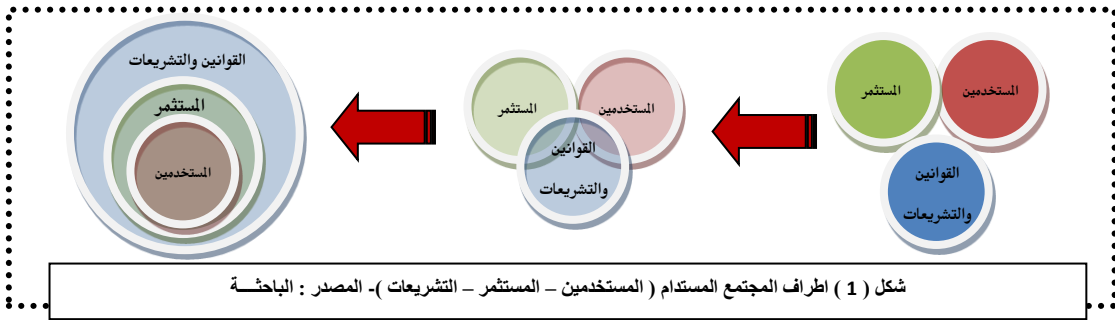 المستخدمين
المستثمر
القوانين
والتشريعات
المستخدمين
المستثمر
القوانين
والتشريعات
القوانين والتشريعات
المستثمر
المستخدمين
شكل ( 1 ) اطراف المجتمع المستدام ( المستخدمين – المستثمر – التشريعات )- المصدر : الباحثـــة